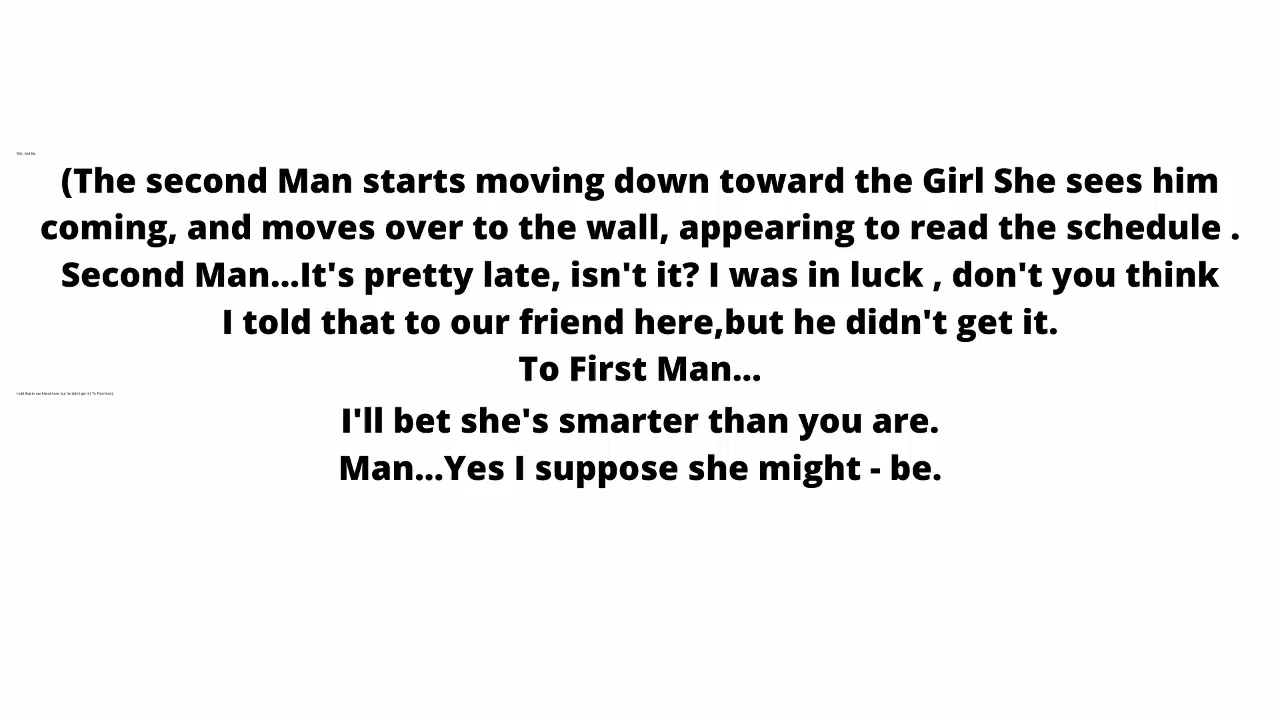 (The second Man starts moving down toward the Girl She sees him
coming, and moves over to the wall, appearing to read the schedule .
Second Man...It's pretty late, isn't it? I was in luck , don't you think
I told that to our friend here,but he didn't get it.
To First Man...
I'll bet she's smarter than you are.
Man...Yes I suppose she might - be.